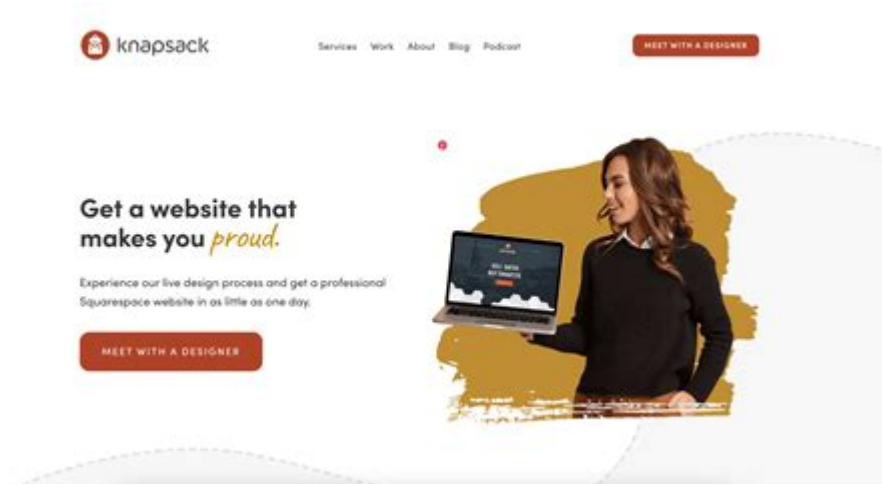 knapsack
Services Work About Blog Podcast
MEET WITH A DESIGNER
Get a website that
makes you proud.
Experience our live design process and get a professional
Squarespace website in as little as one day.
MEET WITH A DESIGNER